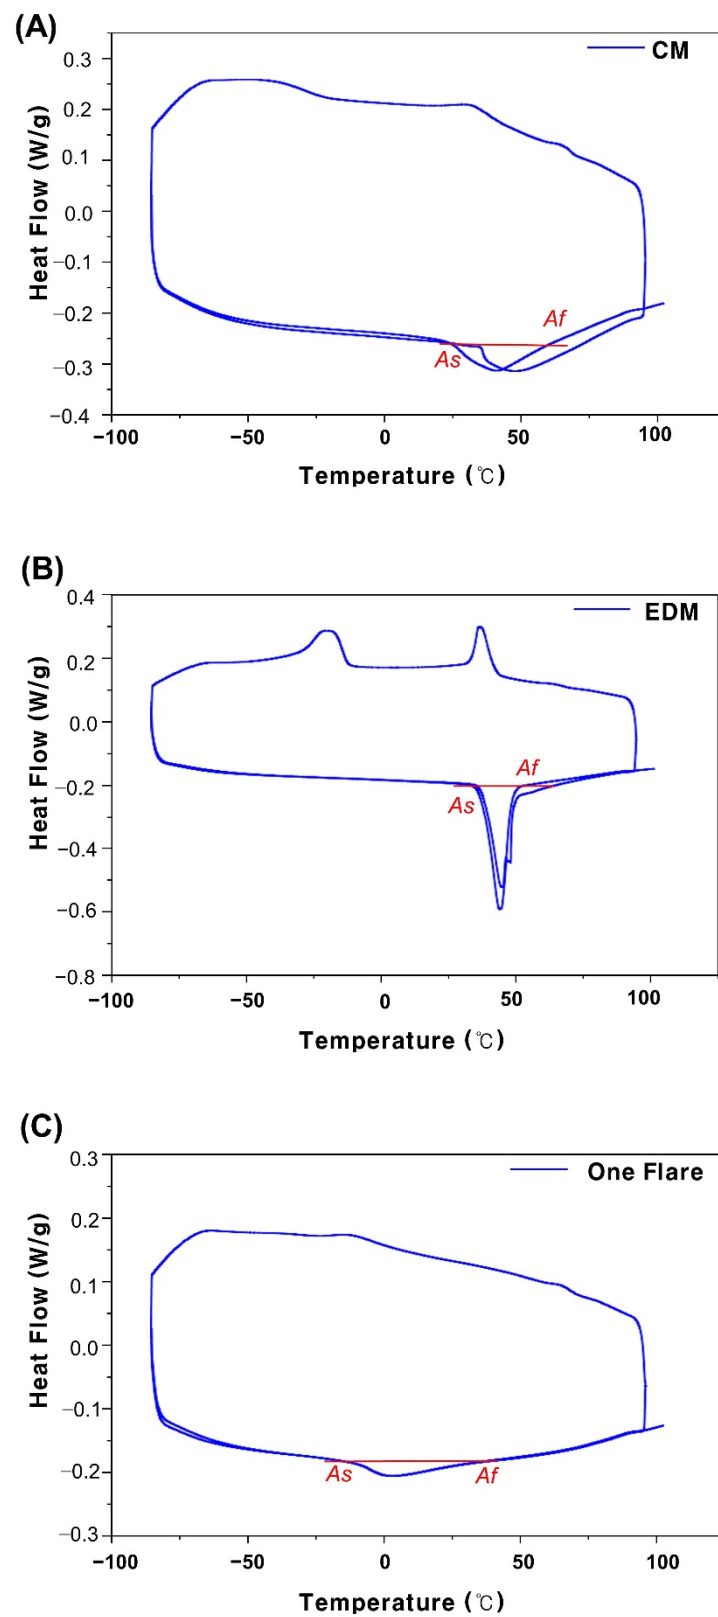 (A)
CM
Heat Flow (W/g)
0.3
0.2
0.1
0.0
−0.1
−0.2
−0.3
−0.4
Af
As
−100
−50
0
50
100
Temperature (℃)
(B)
EDM
Heat Flow (W/g)
0.4
0.2
0.0
−0.2
−0.4
−0.6
−0.8
Af
As
−100
−50
0
50
100
Temperature (℃)
(C)
One Flare
Heat Flow (W/g)
0.3
0.2
0.1
0.0
−0.1
−0.2
−0.3
As
Af
−100
−50
0
50
100
Temperature (℃)